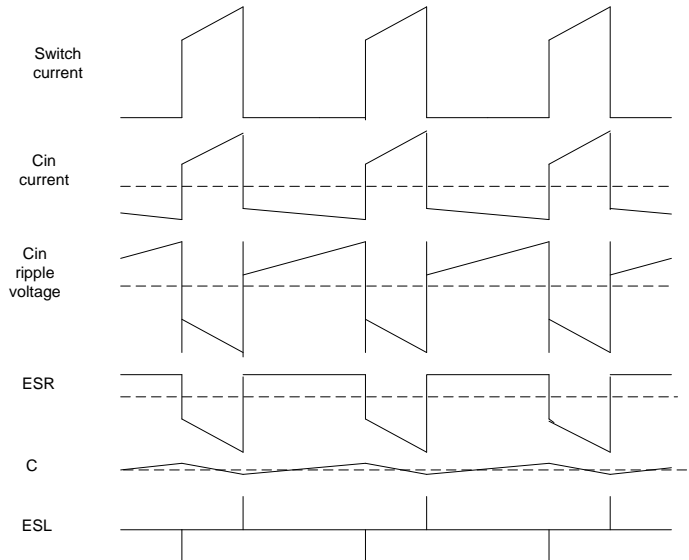 Switch
current
Cin
current
Cin
ripple
voltage
ESR
C
ESL